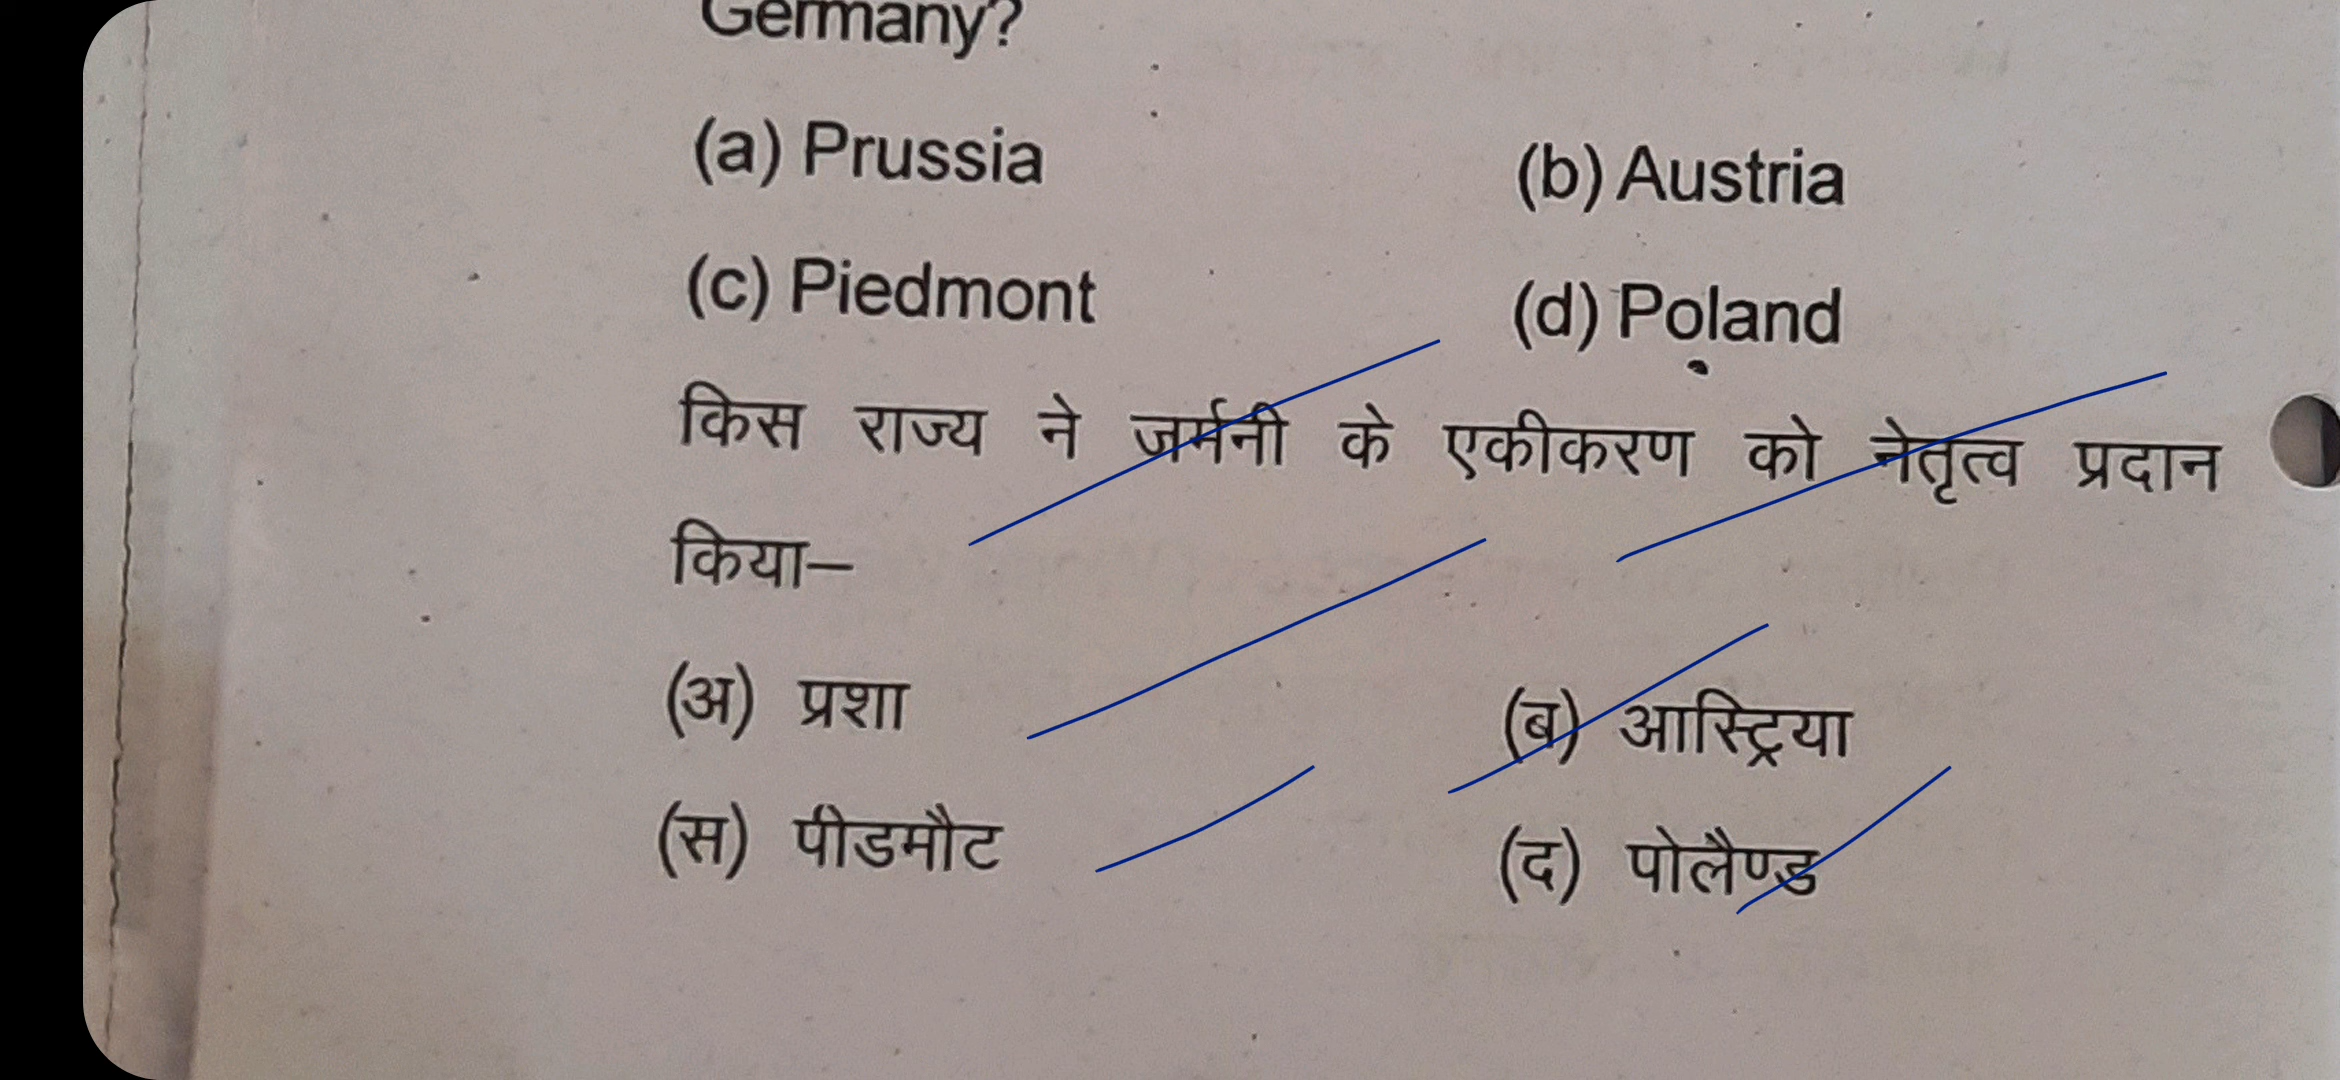 Germany?
(a) Prussia (b) Austria
(c) Piedmont (d) Poland
किस राज्य ने जर्मनी के एकीकरण को नेतृत्व प्रदान
किया–
(अ) प्रशा (ब) आस्ट्रिया
(स) पीडमौट (द) पोलैण्ड